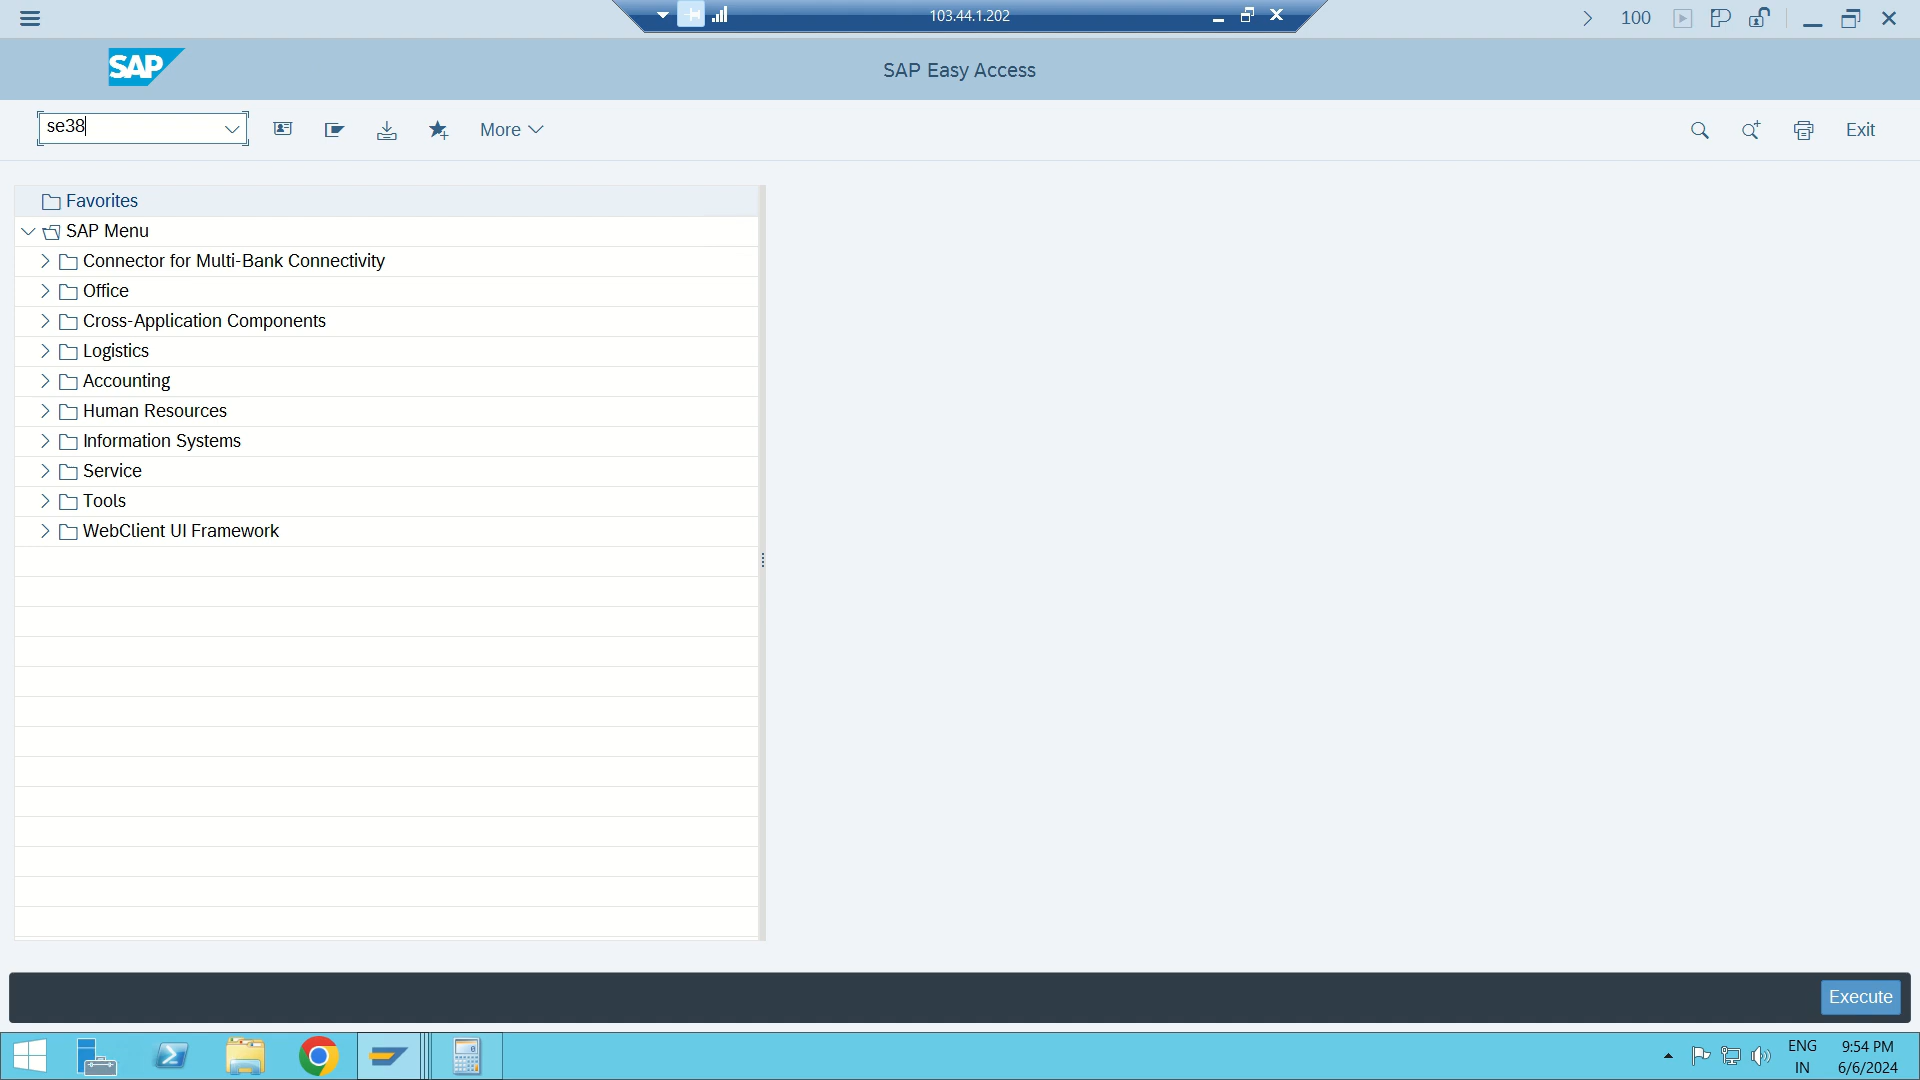 103.44.1.202
100
SAP
SAP Easy Access
se38
More
Exit
Favorites
SAP Menu
Connector for Multi-Bank Connectivity
Office
Cross-Application Components
Logistics
Accounting
Human Resources
Information Systems
Service
Tools
WebClient UI Framework
Execute
ENG
9:54 PM
IN
6/6/2024